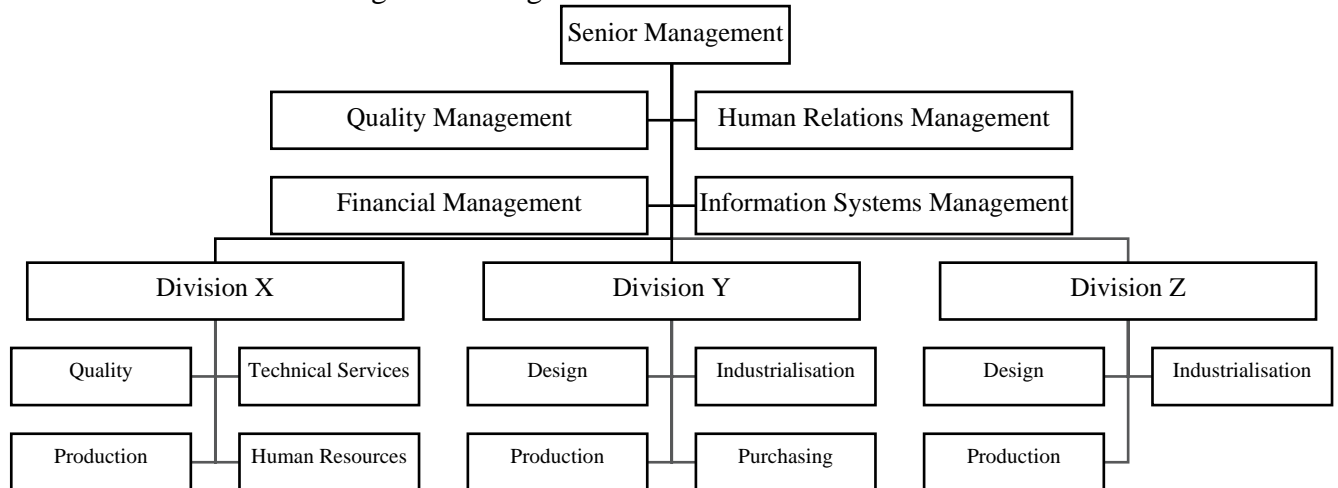 Senior Management
Quality Management
Human Relations Management
Financial Management
Information Systems Management
Division X
Division Y
Division Z
Quality
Technical Services
Design
Industrialisation
Design
Industrialisation
Production
Human Resources
Production
Purchasing
Production